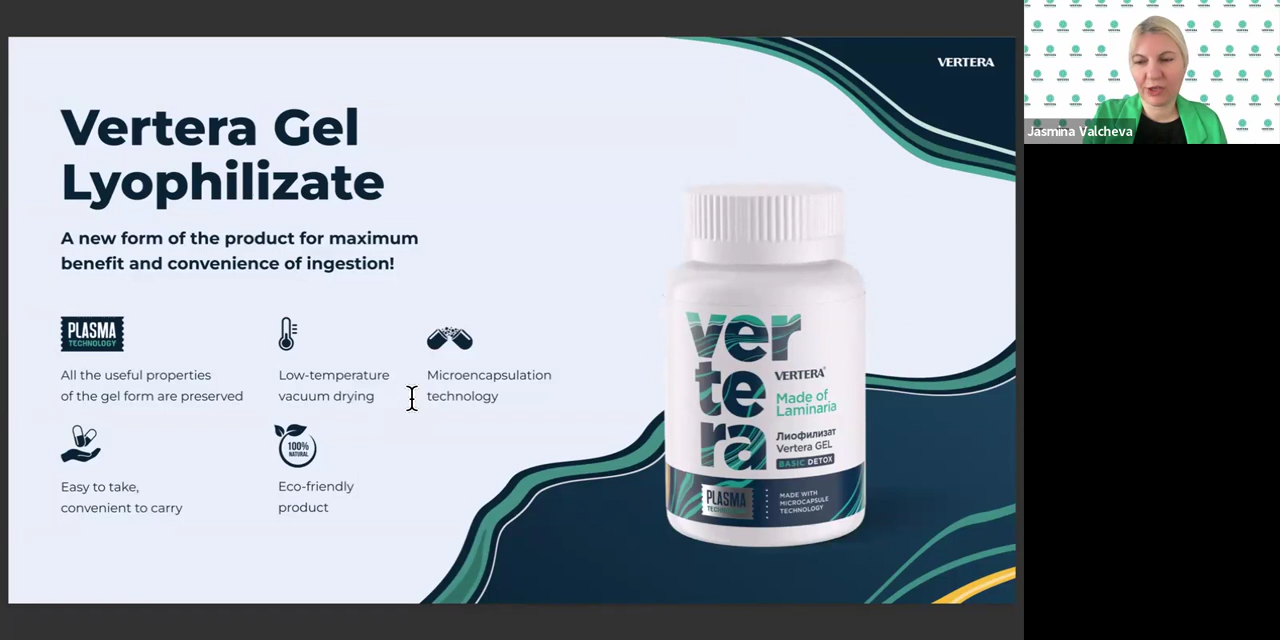 VERTERA
Vertera Gel
Lyophilizate
A new form of the product for maximum
benefit and convenience of ingestion!
PLASMA
TECHNOLOGY
All the useful properties
of the gel form are preserved
Low-temperature
vacuum drying
Microencapsulation
technology
100%
NATURAL
Easy to take,
convenient to carry
Eco-friendly
product
ver
te
ra
VERTERA
Made of
Laminaria
Лиофилизат
Vertera GEL
BASIC DETOX
PLASMA
TECHNOLOGY
MADE WITH
MICROCAPSULE
TECHNOLOGY
Jasmina Valcheva